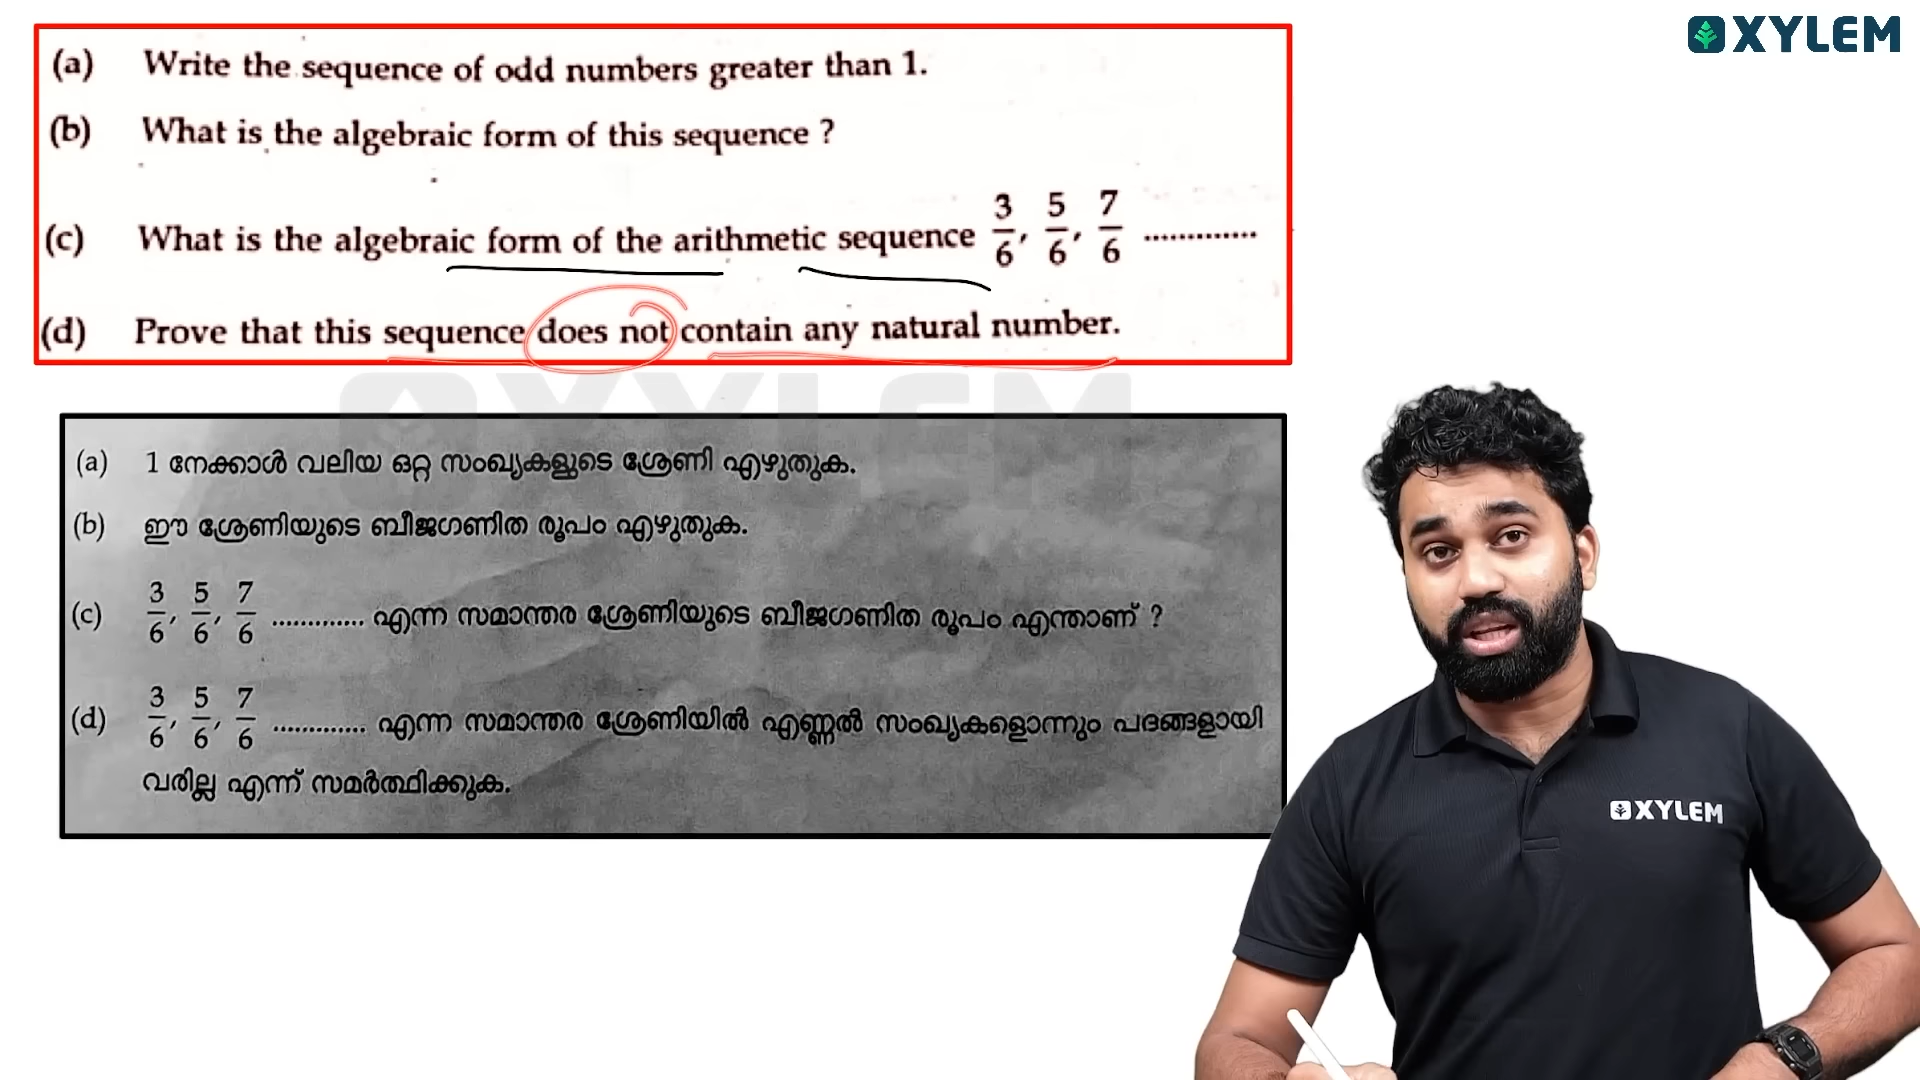 XYLEM
(a) Write the sequence of odd numbers greater than 1.
(b) What is the algebraic form of this sequence ?
(c) What is the algebraic form of the arithmetic sequence 3/6, 5/6, 7/6 .............
(d) Prove that this sequence does not contain any natural number.
XYLEM
(a) 1 നേക്കാൾ വലിയ ഒറ്റ സംഖ്യകളുടെ ശ്രേണി എഴുതുക.
(b) ഈ ശ്രേണിയുടെ ബീജഗണിത രൂപം എഴുതുക.
(c) 3/6, 5/6, 7/6 ............. എന്ന സമാന്തര ശ്രേണിയുടെ ബീജഗണിത രൂപം എന്താണ് ?
(d) 3/6, 5/6, 7/6 ............. എന്ന സമാന്തര ശ്രേണിയിൽ എണ്ണൽ സംഖ്യകളൊന്നും പദങ്ങളായി
വരില്ല എന്ന് സമർത്ഥിക്കുക.
XYLEM